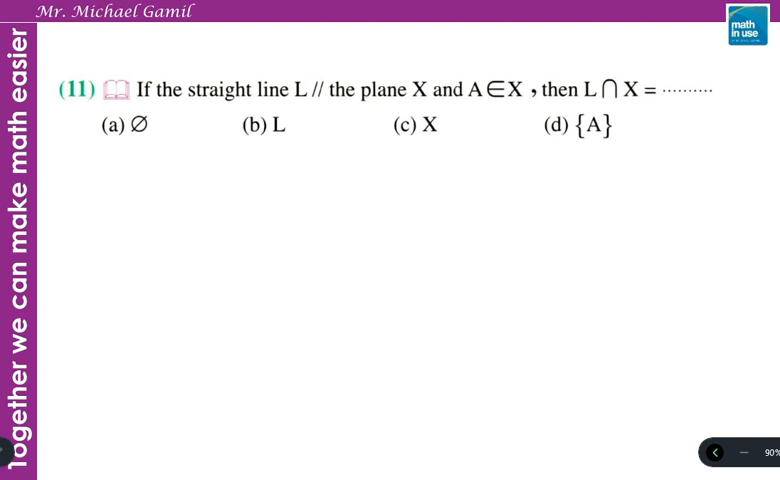 Mr. Michael Gamil
math
in use
Together we can make math easier
(11) If the straight line L // the plane X and A ∈ X , then L ∩ X = ··········
(a) ∅ (b) L (c) X (d) {A}
90%